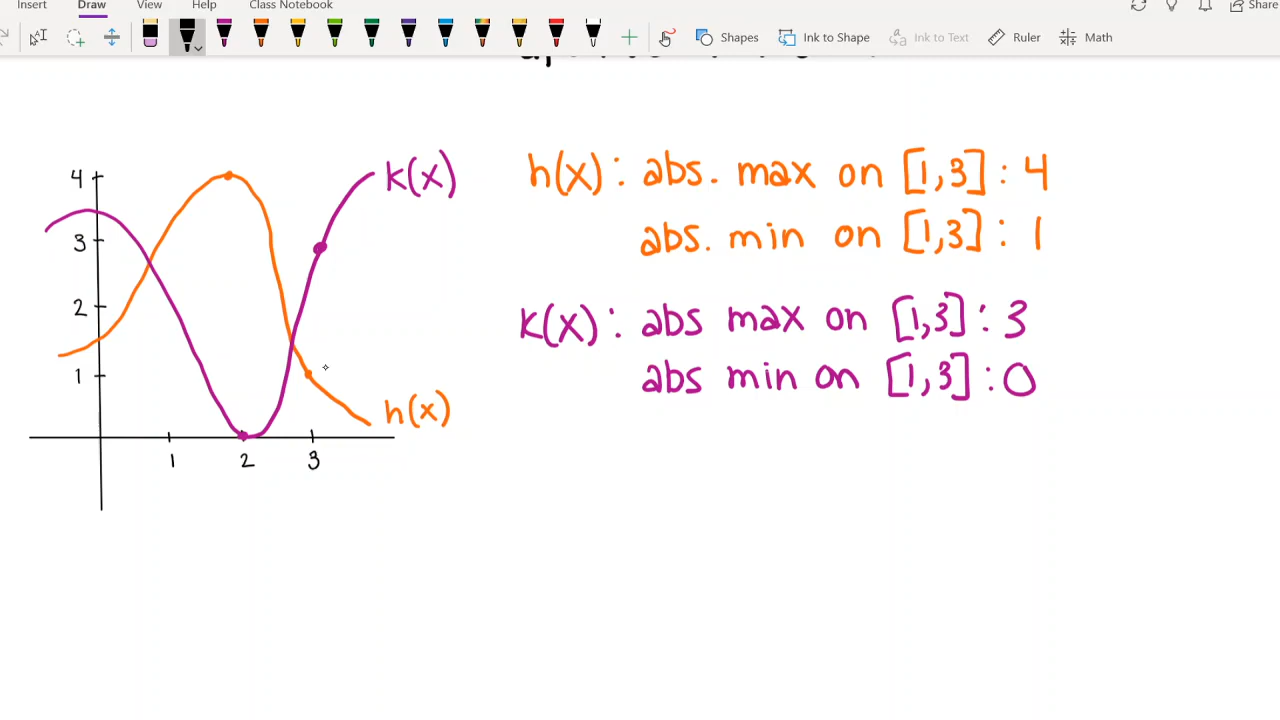 Insert Draw View Help Class Notebook Share
Shapes Ink to Shape Ink to Text Ruler Math
4 k(x) h(x): abs. max on [1,3]: 4
3 abs. min on [1,3]: 1
2 k(x): abs max on [1,3]: 3
1 abs min on [1,3]: 0
h(x)
1 2 3